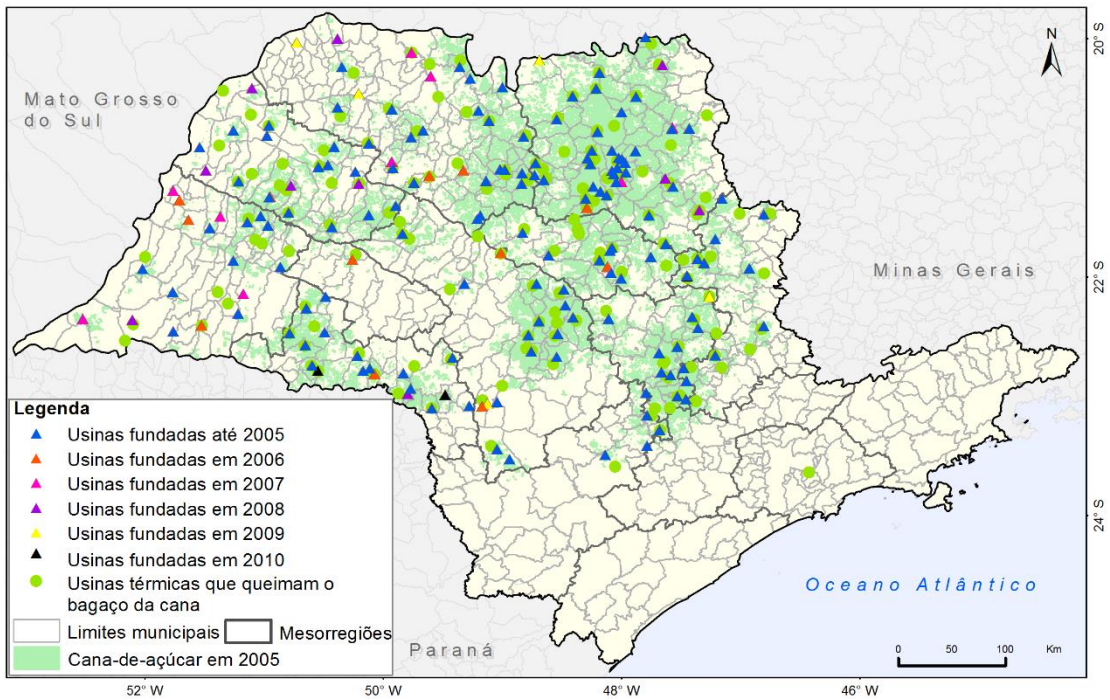 N
20° S
Mato Grosso
do Sul
Minas Gerais
22° S
Legenda
Usinas fundadas até 2005
Usinas fundadas em 2006
Usinas fundadas em 2007
Usinas fundadas em 2008
Usinas fundadas em 2009
Usinas fundadas em 2010
Usinas térmicas que queimam o
bagaço da cana
Limites municipais Mesorregiões
Cana-de-açúcar em 2005
24° S
Oceano Atlântico
Paraná
0 50 100 Km
52° W 50° W 48° W 46° W